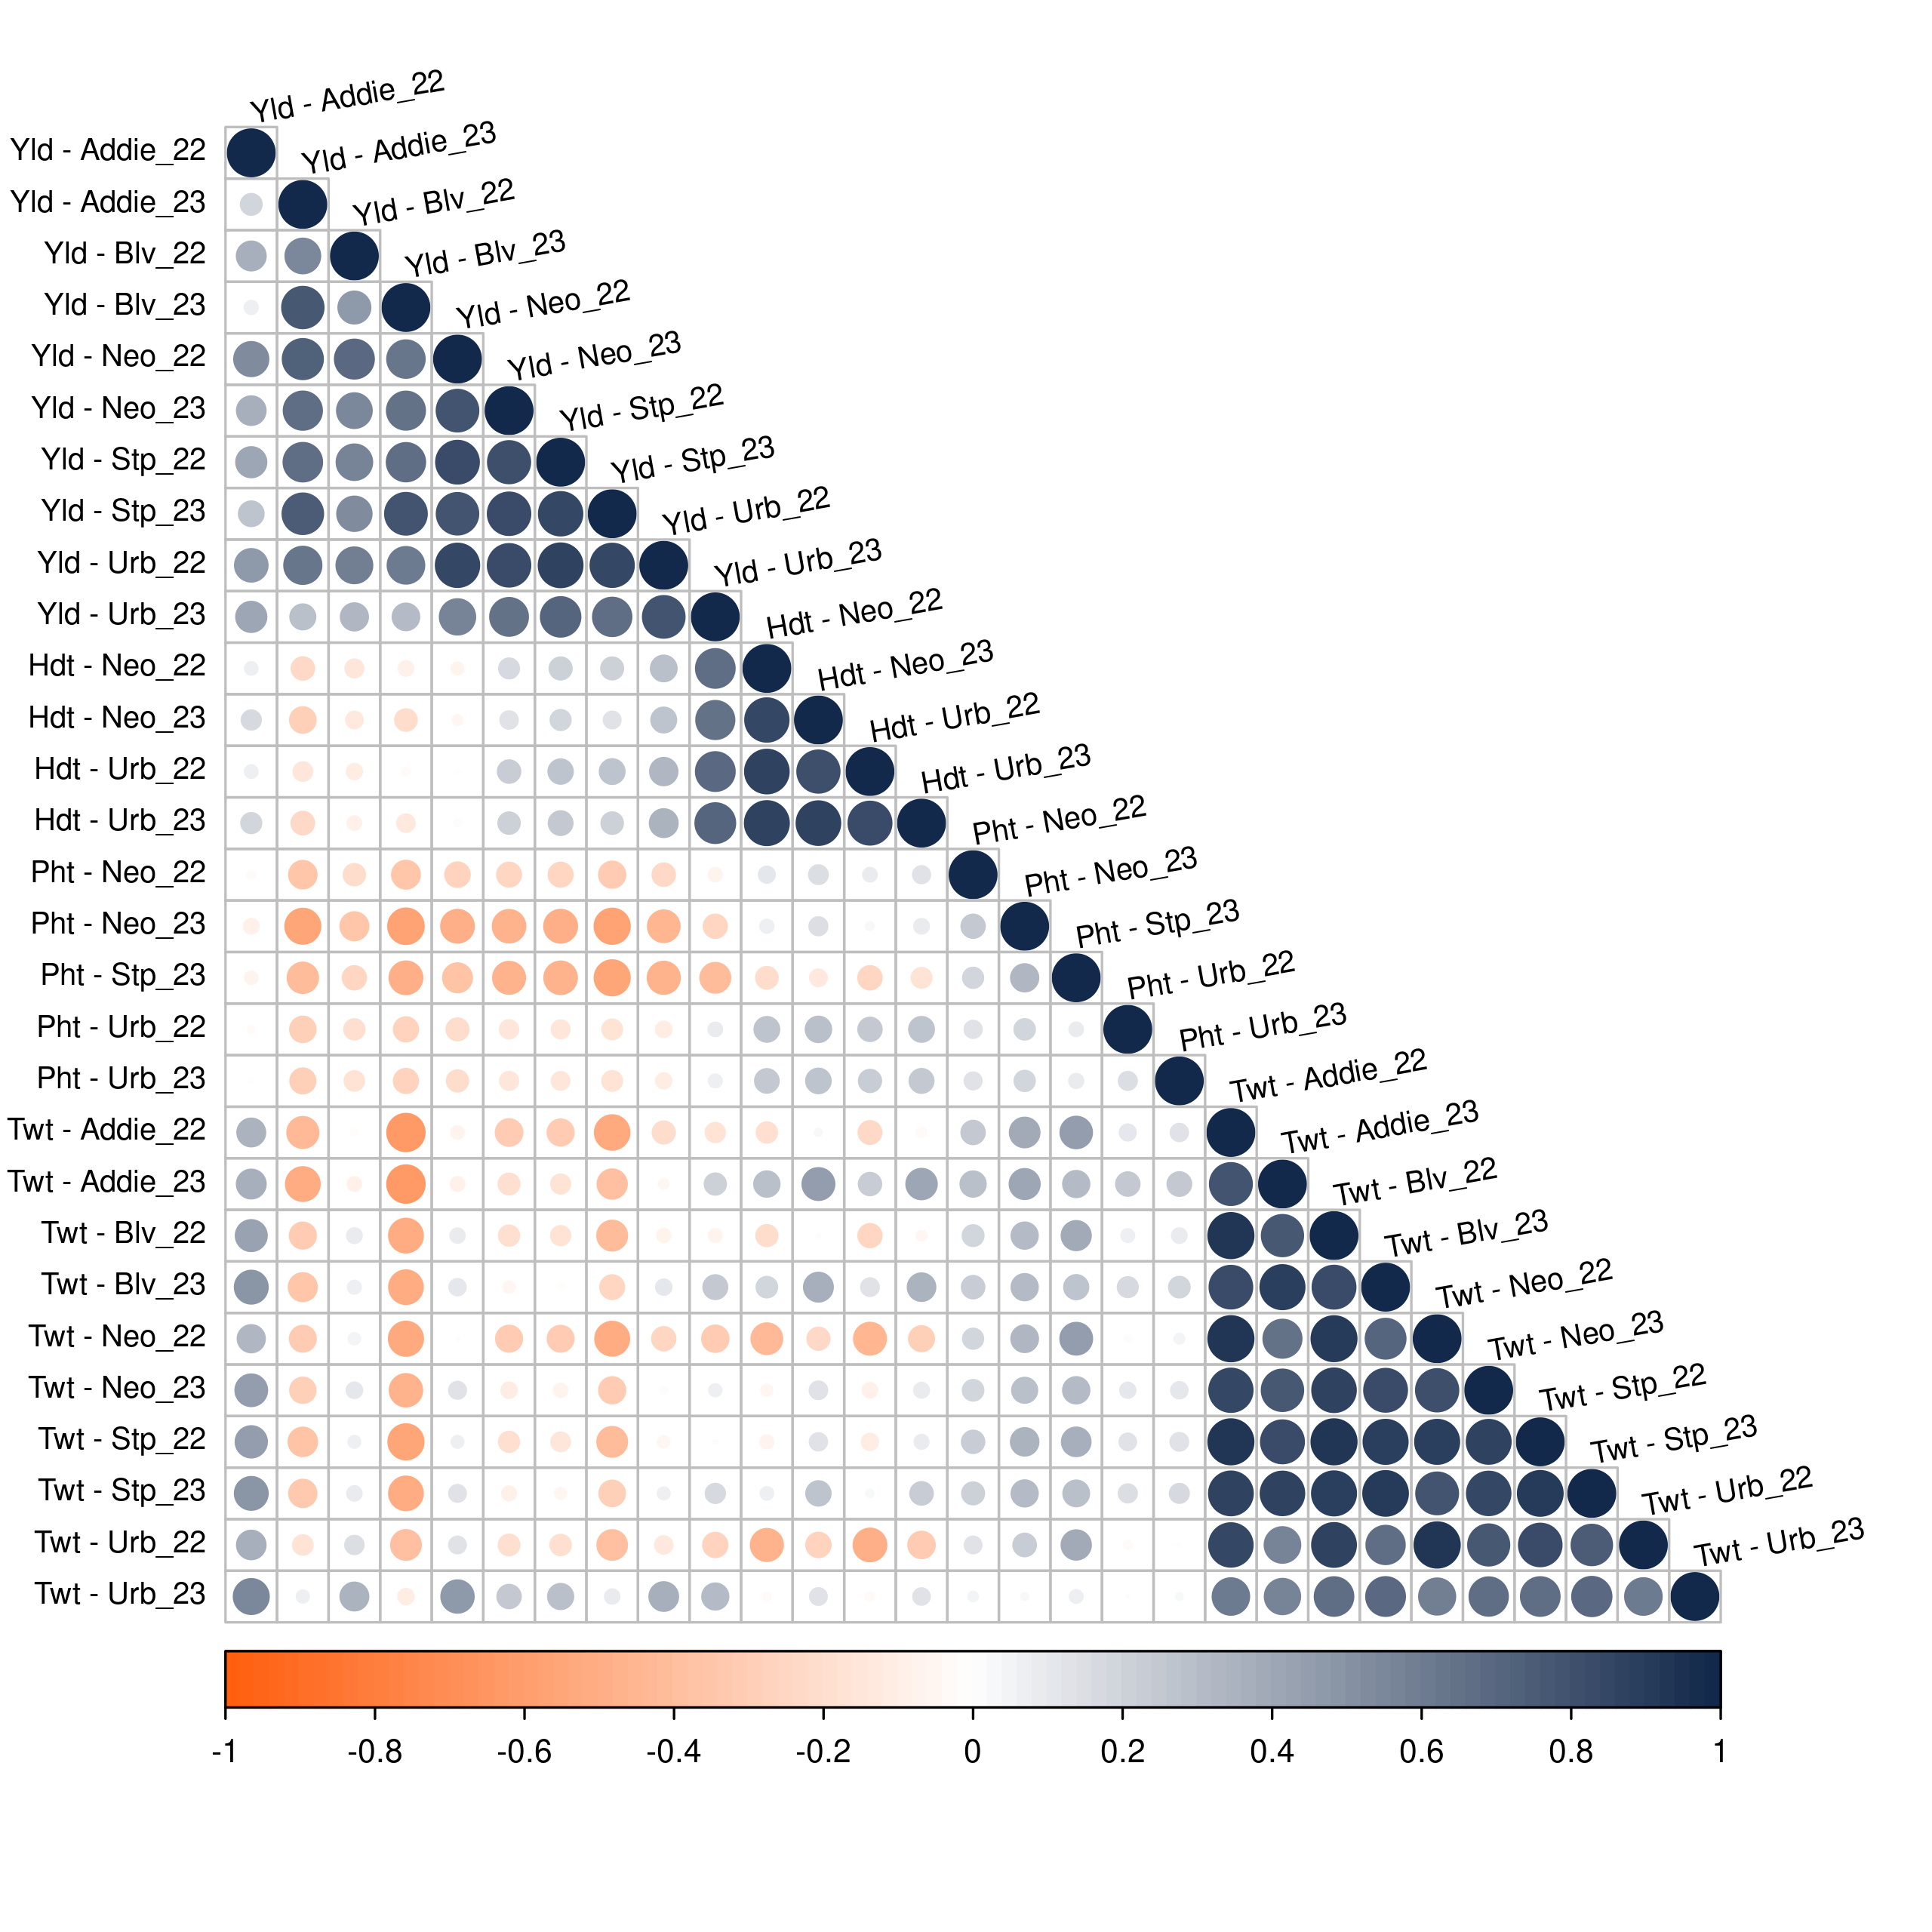 Yld - Addie_22
Yld - Addie_22
Yld - Addie_23
Yld - Addie_23
Yld - Blv_22
Yld - Blv_22
Yld - Blv_23
Yld - Blv_23
Yld - Neo_22
Yld - Neo_22
Yld - Neo_23
Yld - Neo_23
Yld - Stp_22
Yld - Stp_22
Yld - Stp_23
Yld - Stp_23
Yld - Urb_22
Yld - Urb_22
Yld - Urb_23
Yld - Urb_23
Hdt - Neo_22
Hdt - Neo_22
Hdt - Neo_23
Hdt - Neo_23
Hdt - Urb_22
Hdt - Urb_22
Hdt - Urb_23
Hdt - Urb_23
Pht - Neo_22
Pht - Neo_22
Pht - Neo_23
Pht - Neo_23
Pht - Stp_23
Pht - Stp_23
Pht - Urb_22
Pht - Urb_22
Pht - Urb_23
Pht - Urb_23
Twt - Addie_22
Twt - Addie_22
Twt - Addie_23
Twt - Addie_23
Twt - Blv_22
Twt - Blv_22
Twt - Blv_23
Twt - Blv_23
Twt - Neo_22
Twt - Neo_22
Twt - Neo_23
Twt - Neo_23
Twt - Stp_22
Twt - Stp_22
Twt - Stp_23
Twt - Stp_23
Twt - Urb_22
Twt - Urb_22
Twt - Urb_23
Twt - Urb_23
-1 -0.8 -0.6 -0.4 -0.2 0 0.2 0.4 0.6 0.8 1